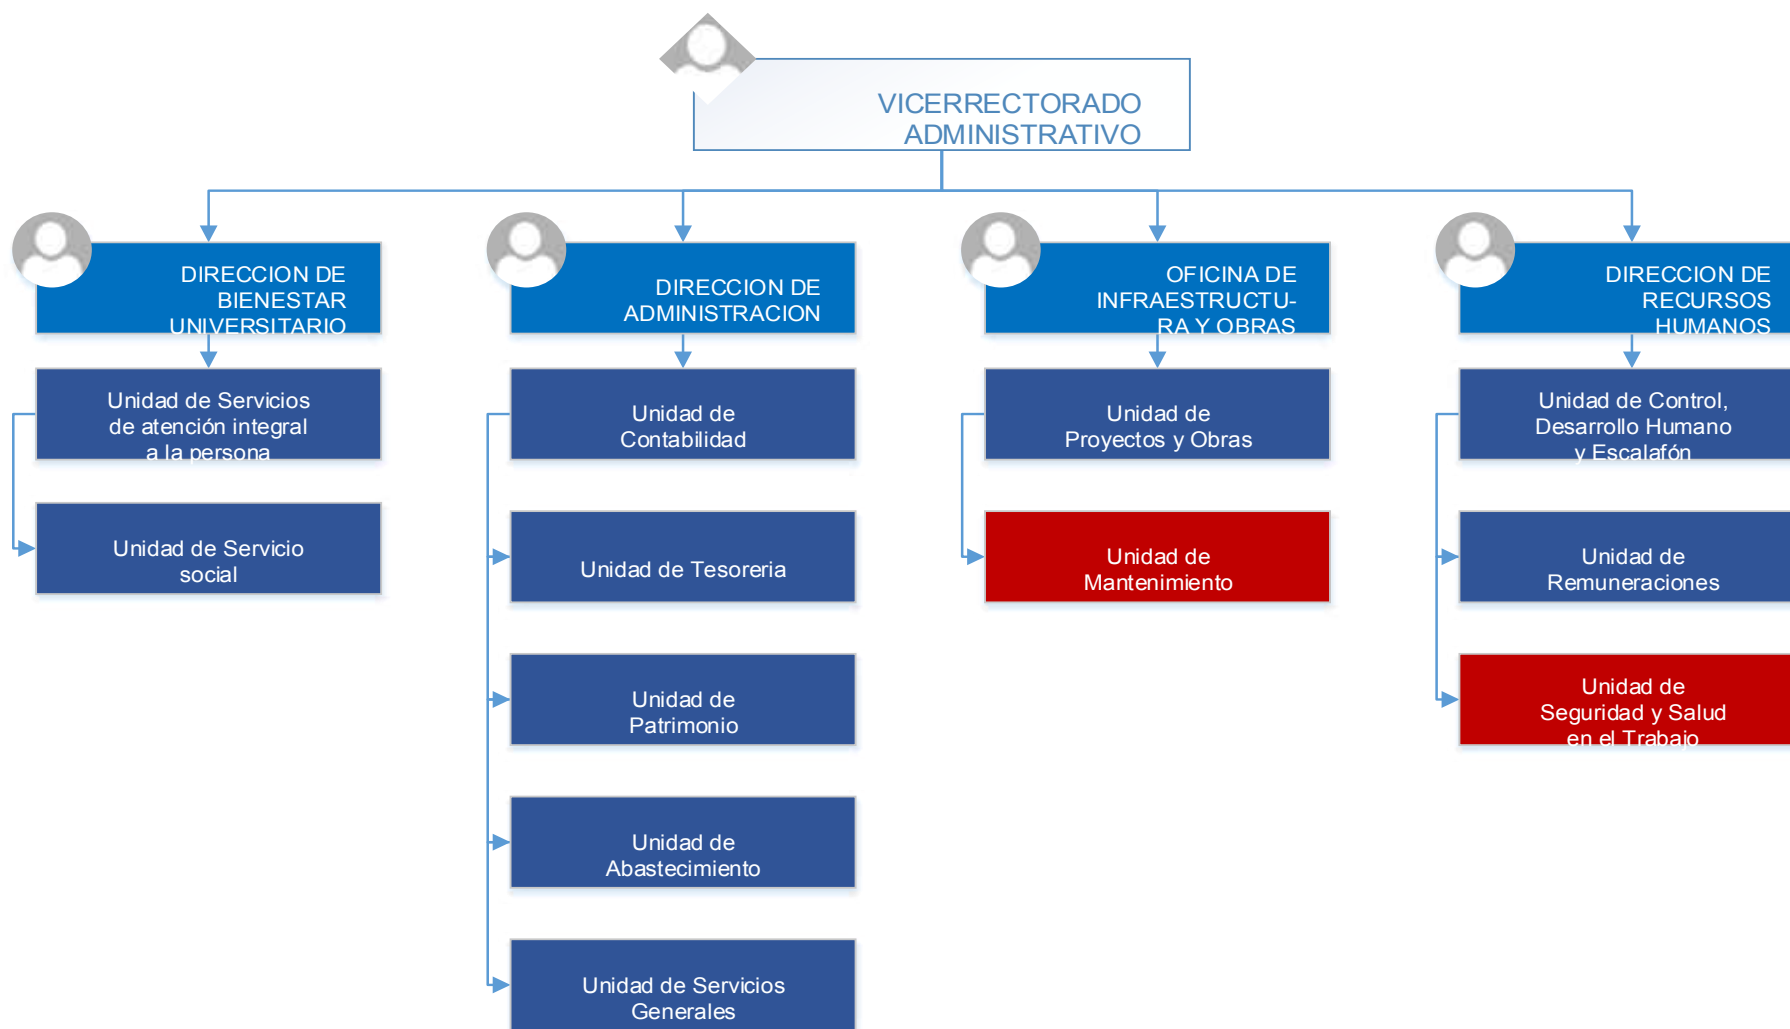 VICERRECTORADO
ADMINISTRATIVO
DIRECCION DE
BIENESTAR
UNIVERSITARIO
DIRECCION DE
ADMINISTRACION
OFICINA DE
INFRAESTRUCTU-
RA Y OBRAS
DIRECCION DE
RECURSOS
HUMANOS
Unidad de Servicios
de atención integral
a la persona
Unidad de
Contabilidad
Unidad de
Proyectos y Obras
Unidad de Control,
Desarrollo Humano
y Escalafón
Unidad de Servicio
social
Unidad de Tesoreria
Unidad de
Mantenimiento
Unidad de
Remuneraciones
Unidad de
Patrimonio
Unidad de
Seguridad y Salud
en el Trabajo
Unidad de
Abastecimiento
Unidad de Servicios
Generales